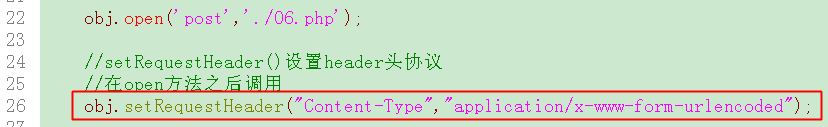 22 obj.open('post','./06.php');
23
24 //setRequestHeader()设置header头协议
25 //在open方法之后调用
26 obj.setRequestHeader("Content-Type","application/x-www-form-urlencoded");
27